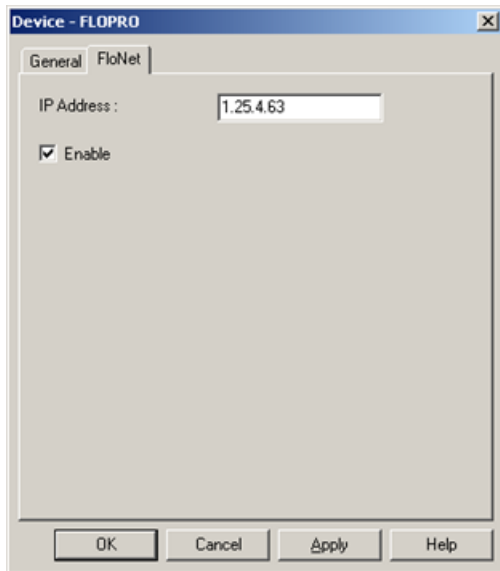 Device - FLOPRO
General FloNet
IP Address : 1.25.4.63
Enable
OK Cancel Apply Help